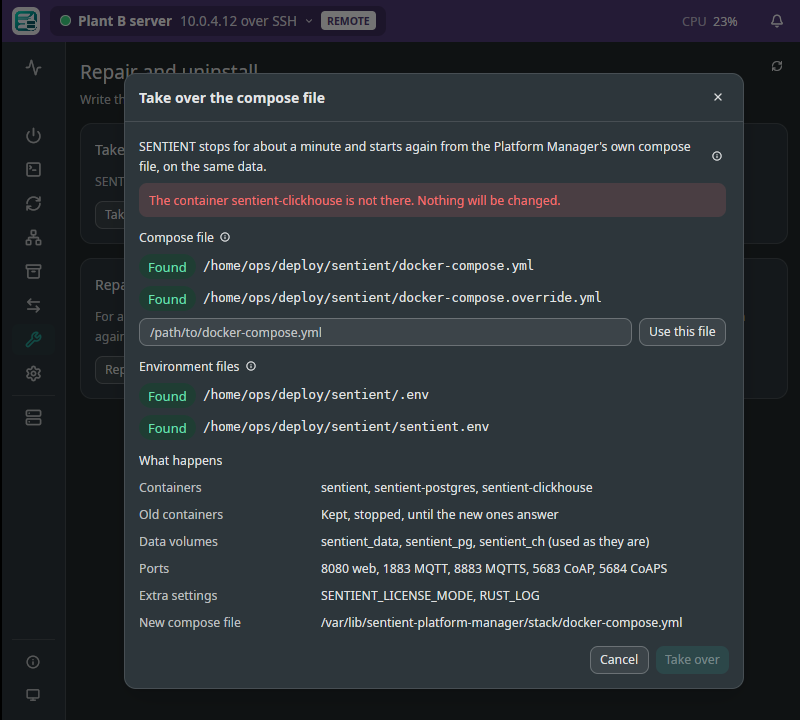 Plant B server 10.0.4.12 over SSH REMOTE CPU 23%
Repair and uninstall
Write th
Take over the compose file
SENTIENT stops for about a minute and starts again from the Platform Manager's own compose
file, on the same data.
The container sentient-clickhouse is not there. Nothing will be changed.
Compose file
Found /home/ops/deploy/sentient/docker-compose.yml
Found /home/ops/deploy/sentient/docker-compose.override.yml
/path/to/docker-compose.yml Use this file
Environment files
Found /home/ops/deploy/sentient/.env
Found /home/ops/deploy/sentient/sentient.env
What happens
Containers sentient, sentient-postgres, sentient-clickhouse
Old containers Kept, stopped, until the new ones answer
Data volumes sentient_data, sentient_pg, sentient_ch (used as they are)
Ports 8080 web, 1883 MQTT, 8883 MQTTS, 5683 CoAP, 5684 CoAPS
Extra settings SENTIENT_LICENSE_MODE, RUST_LOG
New compose file /var/lib/sentient-platform-manager/stack/docker-compose.yml
Cancel Take over
Take
SENT
Tak
Repa
For a
again
Rep